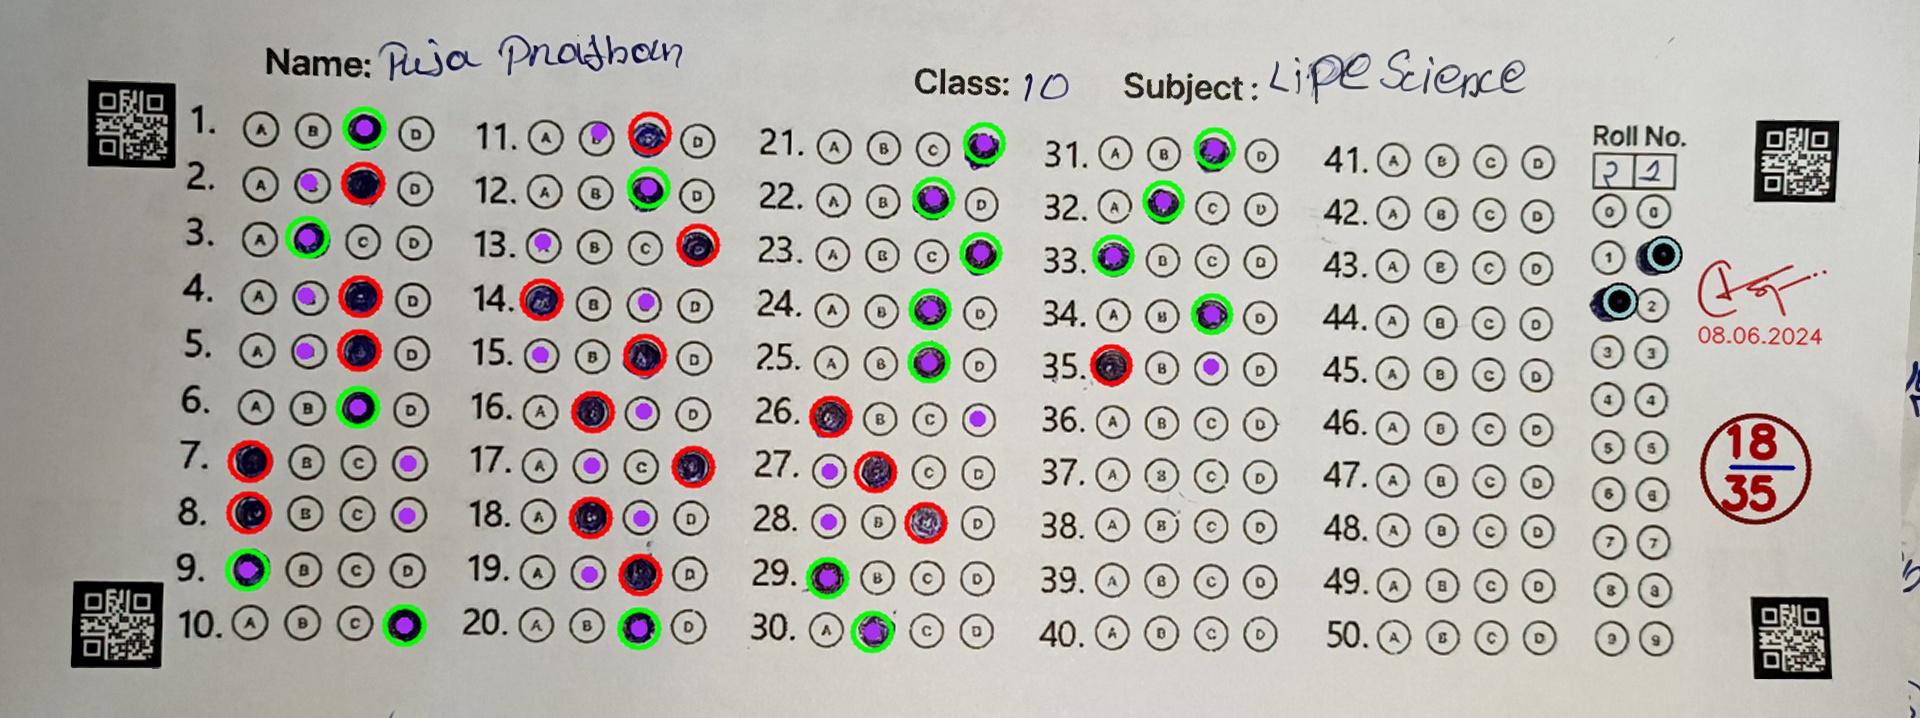 Name: Puja Pradhan
Class: 10 Subject: Lipe Science
1. A B D 11. A D 21. A B C 31. A B D 41. A B C D
2. A D 12. A B D 22. A B D 32. A C D 42. A B C D
3. A C D 13. B C 23. A B C 33. B C D 43. A B C D
4. A D 14. B D 24. A B D 34. A B D 44. A B C D
5. A D 15. B D 25. A B D 35. B D 45. A B C D
6. A B D 16. A D 26. B C 36. A B C D 46. A B C D
7. B C 17. A C 27. C D 37. A B C D 47. A B C D
8. B C 18. A D 28. B D 38. A B C D 48. A B C D
9. B C D 19. A D 29. B C D 39. A B C D 49. A B C D
10. A B C 20. A B D 30. A C D 40. A B C D 50. A B C D
Roll No.
2 1
0 0
1
2
3 3
4 4
5 5
6 6
7 7
8 8
9 9
08.06.2024
18
35